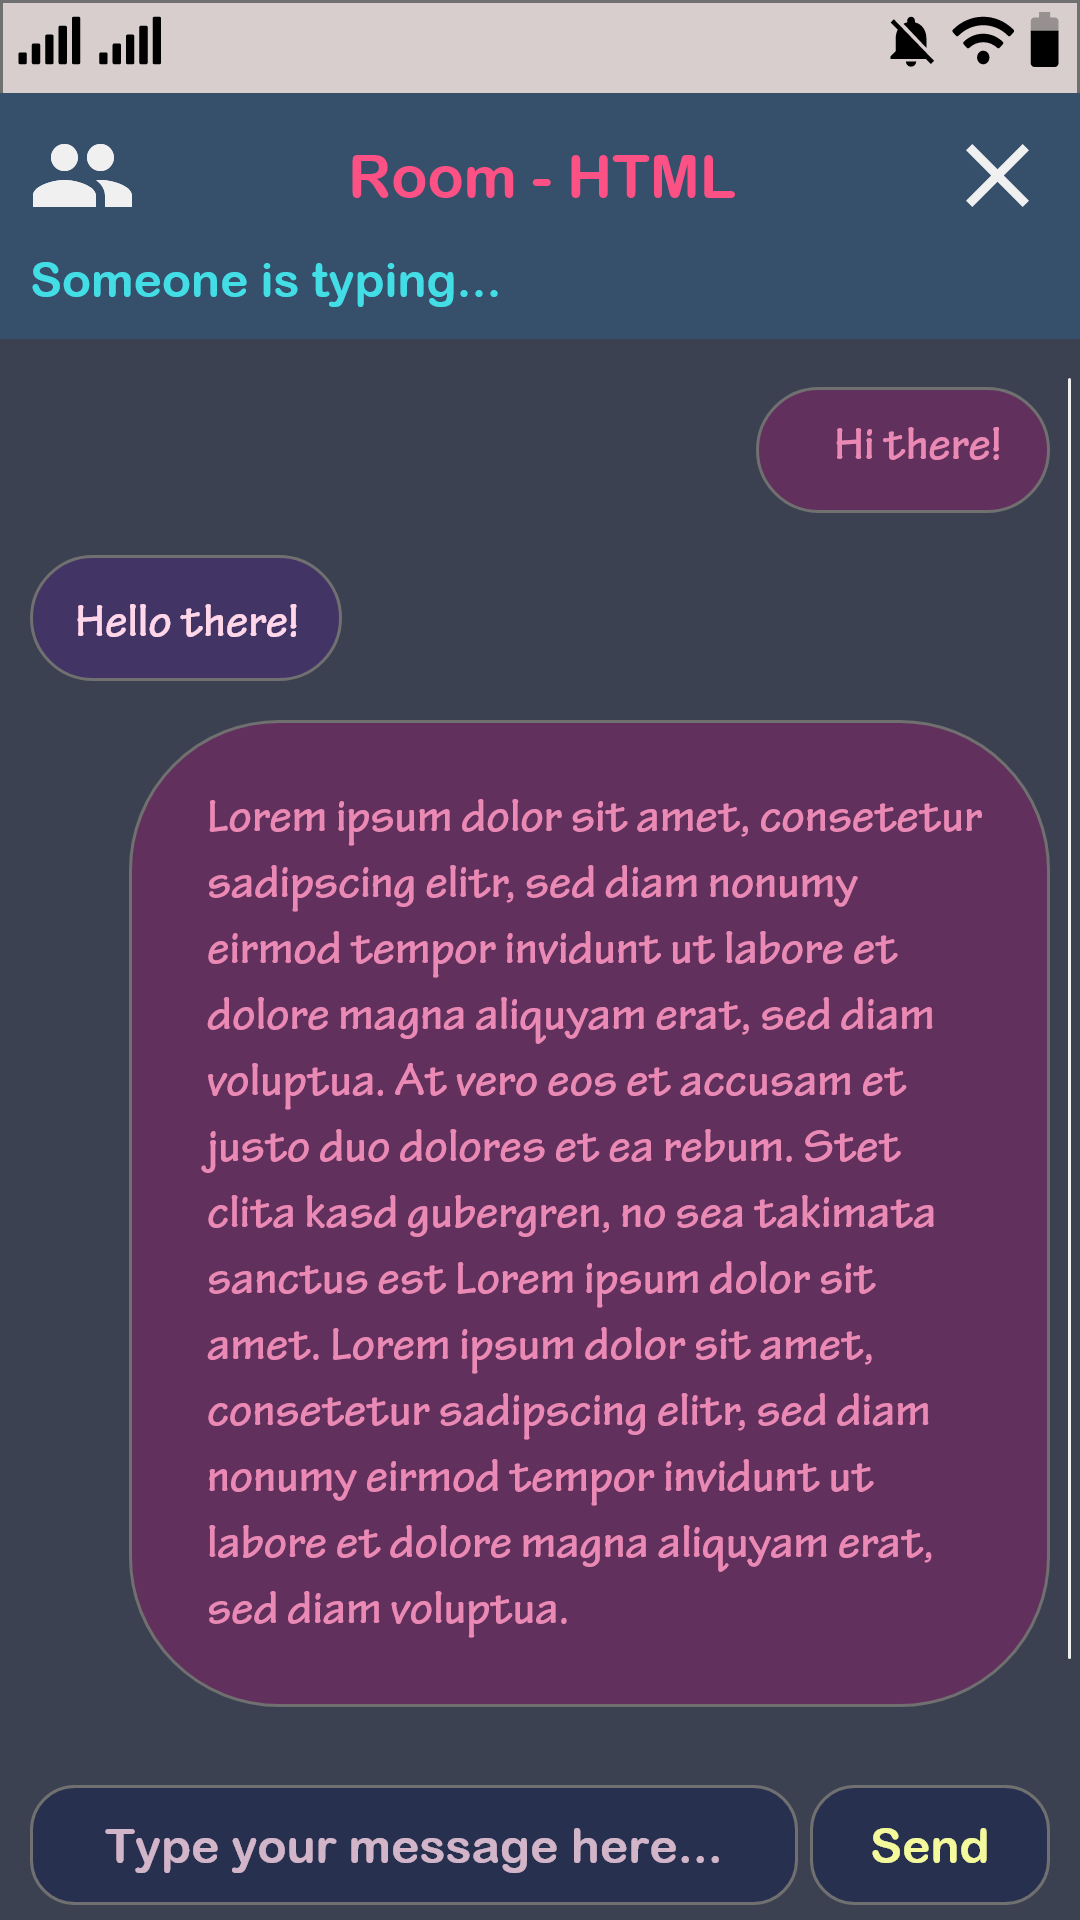 Room - HTML
Someone is typing...
Hi there!
Hello there!
Lorem ipsum dolor sit amet, consetetur
sadipscing elitr, sed diam nonumy
eirmod tempor invidunt ut labore et
dolore magna aliquyam erat, sed diam
voluptua. At vero eos et accusam et
justo duo dolores et ea rebum. Stet
clita kasd gubergren, no sea takimata
sanctus est Lorem ipsum dolor sit
amet. Lorem ipsum dolor sit amet,
consetetur sadipscing elitr, sed diam
nonumy eirmod tempor invidunt ut
labore et dolore magna aliquyam erat,
sed diam voluptua.
Type your message here...
Send